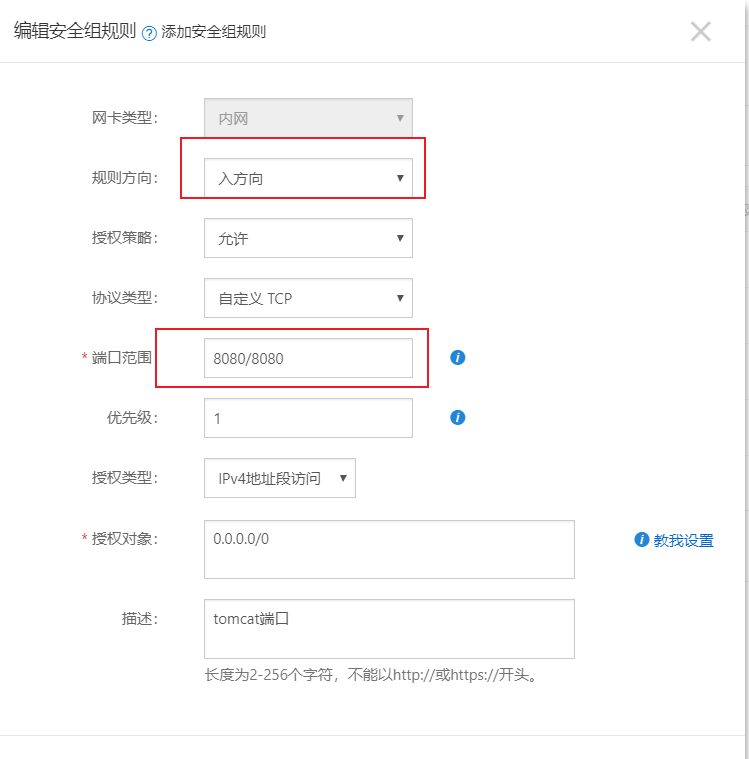 编辑安全组规则 ? 添加安全组规则
网卡类型： 内网
规则方向： 入方向
授权策略： 允许
协议类型： 自定义 TCP
* 端口范围 8080/8080
优先级： 1
授权类型： IPv4地址段访问
* 授权对象： 0.0.0.0/0 教我设置
描述： tomcat端口
长度为2-256个字符，不能以http://或https://开头。